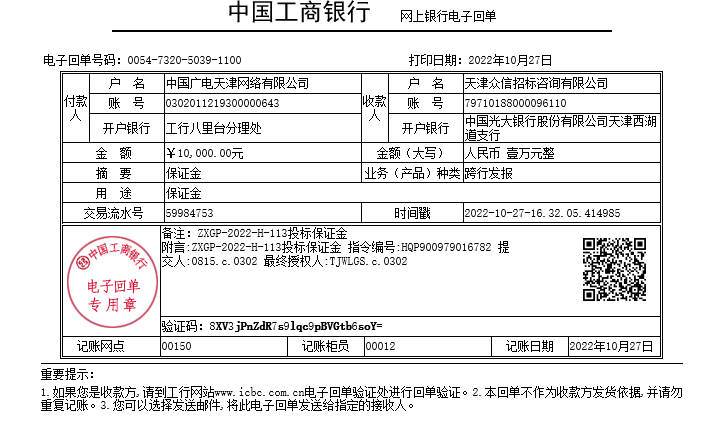 中国工商银行 网上银行电子回单
电子回单号码：0054-7320-5039-1100 打印日期：2022年10月27日
付款人 户 名 中国广电天津网络有限公司 收款人 户 名 天津众信招标咨询有限公司
账 号 0302011219300000643 账 号 79710188000096110
开户银行 工行八里台分理处 开户银行 中国光大银行股份有限公司天津西湖
道支行
金 额 ￥10,000.00元 金额（大写） 人民币 壹万元整
摘 要 保证金 业务（产品）种类 跨行发报
用 途 保证金
交易流水号 59984753 时间戳 2022-10-27-16.32.05.414985
中国工商银行
电子回单
专用章
备注：ZXGP-2022-H-113投标保证金
附言:ZXGP-2022-H-113投标保证金 指令编号:HQP900979016782 提
交人:0815.c.0302 最终授权人:TJWLGS.c.0302
验证码：8XV3jPnZdR7s9lqc9pBVGtb6soY=
记账网点 00150 记账柜员 00012 记账日期 2022年10月27日
重要提示：
1.如果您是收款方,请到工行网站www.icbc.com.cn电子回单验证处进行回单验证。2.本回单不作为收款方发货依据,并请勿
重复记账。3.您可以选择发送邮件,将此电子回单发送给指定的接收人。